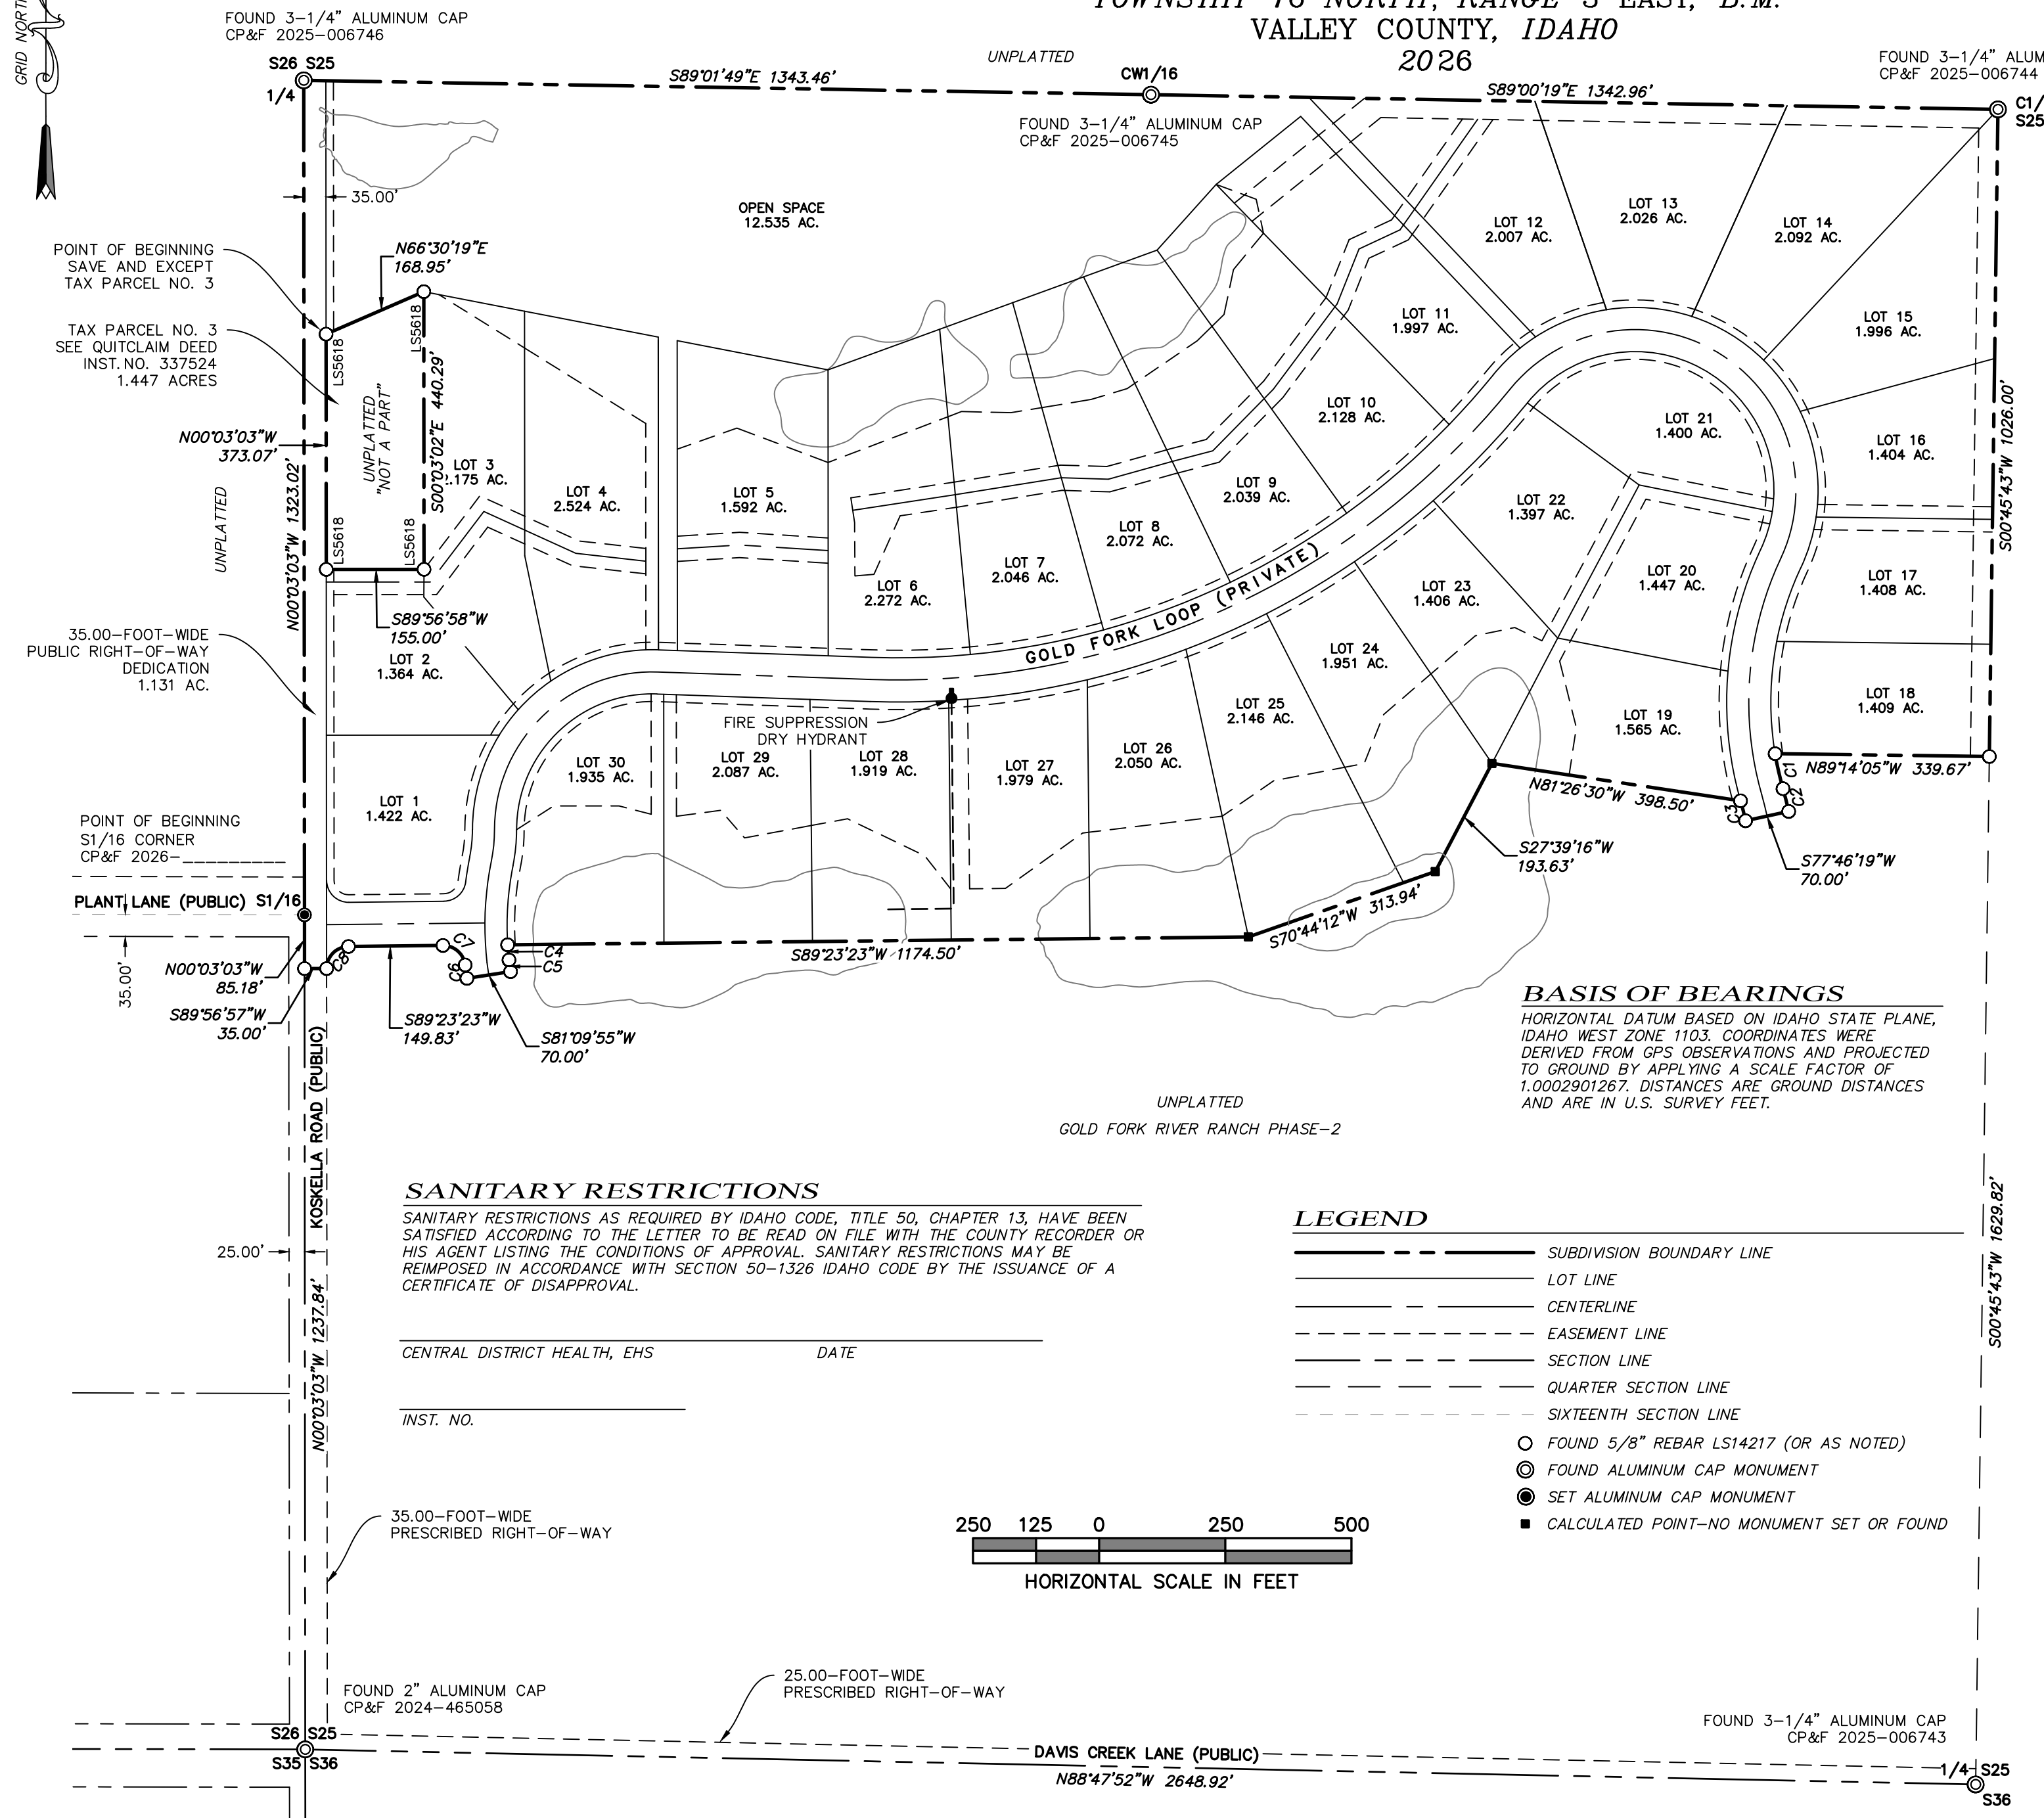 TOWNSHIP 16 NORTH, RANGE 3 EAST, B.M.
VALLEY COUNTY, IDAHO
2026
GRID NORTH
FOUND 3-1/4" ALUMINUM CAP
CP&F 2025-006746
S26 S25
1/4
S89°01'49"E 1343.46'
UNPLATTED
CW1/16
FOUND 3-1/4" ALUMINUM CAP
CP&F 2025-006745
S89°00'19"E 1342.96'
FOUND 3-1/4" ALUM
CP&F 2025-006744
C1/
S25
35.00'
OPEN SPACE
12.535 AC.
POINT OF BEGINNING
SAVE AND EXCEPT
TAX PARCEL NO. 3
N66°30'19"E
168.95'
TAX PARCEL NO. 3
SEE QUITCLAIM DEED
INST. NO. 337524
1.447 ACRES
LS5618
LS5618
LS5618
LS5618
UNPLATTED
"NOT A PART"
S00°03'02"E 440.29'
N00°03'03"W
373.07'
N00°03'03"W 1323.02'
UNPLATTED
S89°56'58"W
155.00'
35.00-FOOT-WIDE
PUBLIC RIGHT-OF-WAY
DEDICATION
1.131 AC.
LOT 1
1.422 AC.
LOT 2
1.364 AC.
LOT 3
2.175 AC.
LOT 4
2.524 AC.
LOT 5
1.592 AC.
LOT 6
2.272 AC.
LOT 7
2.046 AC.
LOT 8
2.072 AC.
LOT 9
2.039 AC.
LOT 10
2.128 AC.
LOT 11
1.997 AC.
LOT 12
2.007 AC.
LOT 13
2.026 AC.
LOT 14
2.092 AC.
LOT 15
1.996 AC.
LOT 16
1.404 AC.
LOT 17
1.408 AC.
LOT 18
1.409 AC.
LOT 19
1.565 AC.
LOT 20
1.447 AC.
LOT 21
1.400 AC.
LOT 22
1.397 AC.
LOT 23
1.406 AC.
LOT 24
1.951 AC.
LOT 25
2.146 AC.
LOT 26
2.050 AC.
LOT 27
1.979 AC.
LOT 28
1.919 AC.
LOT 29
2.087 AC.
LOT 30
1.935 AC.
GOLD FORK LOOP (PRIVATE)
FIRE SUPPRESSION
DRY HYDRANT
S00°45'43"W 1026.00'
N89°14'05"W 339.67'
C1
C2
C3
N81°26'30"W 398.50'
S77°46'19"W
70.00'
S27°39'16"W
193.63'
S70°44'12"W 313.94'
S89°23'23"W 1174.50'
POINT OF BEGINNING
S1/16 CORNER
CP&F 2026-__________
PLANT LANE (PUBLIC) S1/16
35.00'
N00°03'03"W
85.18'
S89°56'57"W
35.00'
C8
C7
C6
C4
C5
S89°23'23"W
149.83'
S81°09'55"W
70.00'
BASIS OF BEARINGS
HORIZONTAL DATUM BASED ON IDAHO STATE PLANE,
IDAHO WEST ZONE 1103. COORDINATES WERE
DERIVED FROM GPS OBSERVATIONS AND PROJECTED
TO GROUND BY APPLYING A SCALE FACTOR OF
1.0002901267. DISTANCES ARE GROUND DISTANCES
AND ARE IN U.S. SURVEY FEET.
UNPLATTED
GOLD FORK RIVER RANCH PHASE-2
KOSKELLA ROAD (PUBLIC)
25.00'
N00°03'03"W 1237.84'
SANITARY RESTRICTIONS
SANITARY RESTRICTIONS AS REQUIRED BY IDAHO CODE, TITLE 50, CHAPTER 13, HAVE BEEN
SATISFIED ACCORDING TO THE LETTER TO BE READ ON FILE WITH THE COUNTY RECORDER OR
HIS AGENT LISTING THE CONDITIONS OF APPROVAL. SANITARY RESTRICTIONS MAY BE
REIMPOSED IN ACCORDANCE WITH SECTION 50-1326 IDAHO CODE BY THE ISSUANCE OF A
CERTIFICATE OF DISAPPROVAL.
CENTRAL DISTRICT HEALTH, EHS DATE
INST. NO.
LEGEND
SUBDIVISION BOUNDARY LINE
LOT LINE
CENTERLINE
EASEMENT LINE
SECTION LINE
QUARTER SECTION LINE
SIXTEENTH SECTION LINE
FOUND 5/8" REBAR LS14217 (OR AS NOTED)
FOUND ALUMINUM CAP MONUMENT
SET ALUMINUM CAP MONUMENT
CALCULATED POINT-NO MONUMENT SET OR FOUND
S00°45'43"W 1629.82'
35.00-FOOT-WIDE
PRESCRIBED RIGHT-OF-WAY
250 125 0 250 500
HORIZONTAL SCALE IN FEET
FOUND 2" ALUMINUM CAP
CP&F 2024-465058
25.00-FOOT-WIDE
PRESCRIBED RIGHT-OF-WAY
S26 S25
S35 S36
DAVIS CREEK LANE (PUBLIC)
N88°47'52"W 2648.92'
FOUND 3-1/4" ALUMINUM CAP
CP&F 2025-006743
1/4 S25
S36